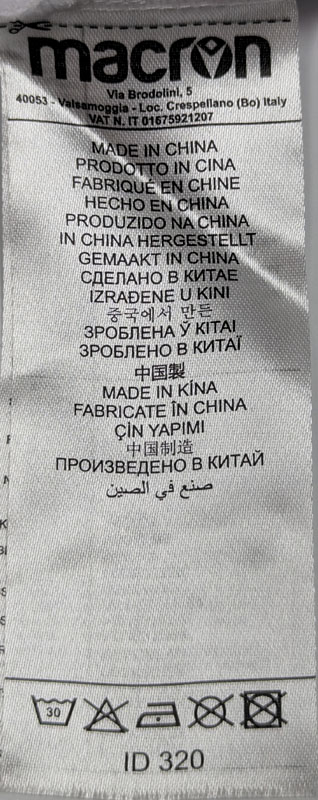 macron
Via Brodolini, 5
40053 - Valsamoggia - Loc. Crespellano (Bo) Italy
VAT N. IT 01675921207
MADE IN CHINA
PRODOTTO IN CINA
FABRIQUÉ EN CHINE
HECHO EN CHINA
PRODUZIDO NA CHINA
IN CHINA HERGESTELLT
GEMAAKT IN CHINA
СДЕЛАНО В КИТАЕ
IZRAĐENE U KINI
중국에서 만든
ЗРОБЛЕНА Ў КІТАІ
ЗРОБЛЕНО В КИТАЇ
中国製
MADE IN KÍNA
FABRICATE ÎN CHINA
ÇİN YAPIMI
中国制造
ПРОИЗВЕДЕНО В КИТАЙ
صنع في الصين
30
ID 320